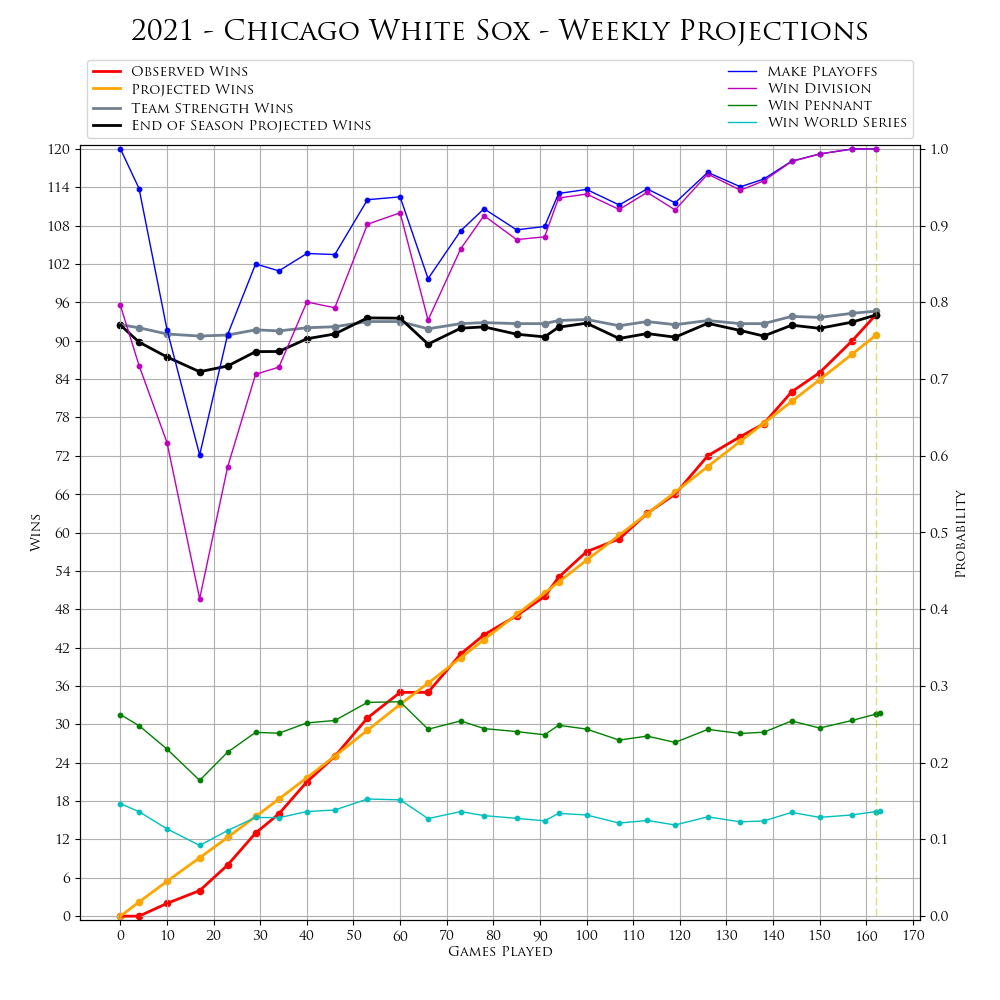 2021 - Chicago White Sox - Weekly Projections
Observed Wins
Projected Wins
Team Strength Wins
End of Season Projected Wins
Make Playoffs
Win Division
Win Pennant
Win World Series
120
114
108
102
96
90
84
78
72
66
60
54
48
42
36
30
24
18
12
6
0
Wins
1.0
0.9
0.8
0.7
0.6
0.5
0.4
0.3
0.2
0.1
0.0
Probability
0 10 20 30 40 50 60 70 80 90 100 110 120 130 140 150 160 170
Games Played